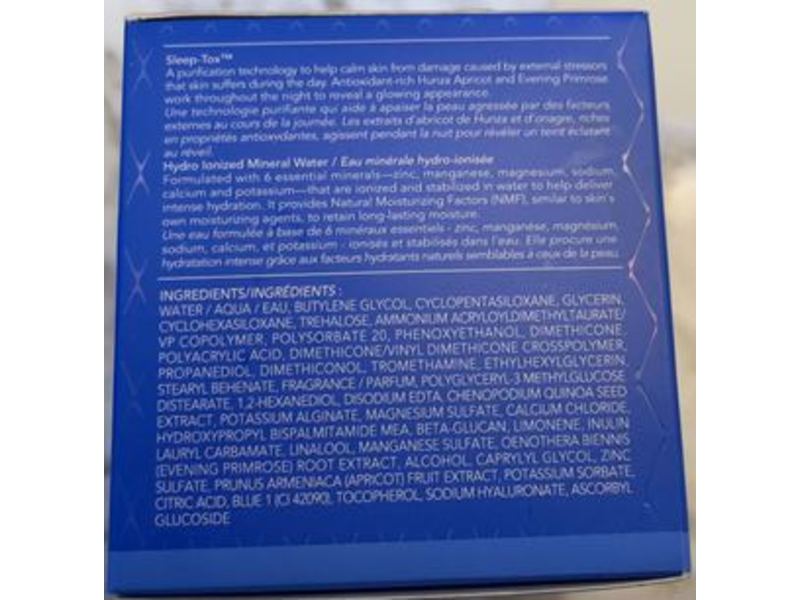 Sleep-Tox™
A purification technology to help calm skin from damage caused by external stressors
that skin suffers during the day. Antioxidant-rich Hunza Apricot and Evening Primrose
work throughout the night to reveal a glowing appearance.
Une technologie purifiante qui aide à apaiser la peau agressée par des facteurs
externes au cours de la journée. Les extraits d'abricot de Hunza et d'onagre, riches
en propriétés antioxydantes, agissent pendant la nuit pour révéler un teint éclatant
au réveil.
Hydro Ionized Mineral Water / Eau minérale hydro-ionisée
Formulated with 6 essential minerals—zinc, manganese, magnesium, sodium,
calcium and potassium—that are ionized and stabilized in water to help deliver
intense hydration. It provides Natural Moisturizing Factors (NMF), similar to skin's
own moisturizing agents, to retain long-lasting moisture.
Une eau formulée à base de 6 minéraux essentiels - zinc, manganèse, magnésium,
sodium, calcium, et potassium - ionisés et stabilisés dans l'eau. Elle procure une
hydratation intense grâce aux facteurs hydratants naturels semblables à ceux de la peau.
INGREDIENTS/INGRÉDIENTS :
WATER / AQUA / EAU, BUTYLENE GLYCOL, CYCLOPENTASILOXANE, GLYCERIN,
CYCLOHEXASILOXANE, TREHALOSE, AMMONIUM ACRYLOYLDIMETHYLTAURATE/
VP COPOLYMER, POLYSORBATE 20, PHENOXYETHANOL, DIMETHICONE,
POLYACRYLIC ACID, DIMETHICONE/VINYL DIMETHICONE CROSSPOLYMER,
PROPANEDIOL, DIMETHICONOL, TROMETHAMINE, ETHYLHEXYLGLYCERIN,
STEARYL BEHENATE, FRAGRANCE / PARFUM, POLYGLYCERYL-3 METHYLGLUCOSE
DISTEARATE, 1,2-HEXANEDIOL, DISODIUM EDTA, CHENOPODIUM QUINOA SEED
EXTRACT, POTASSIUM ALGINATE, MAGNESIUM SULFATE, CALCIUM CHLORIDE,
HYDROXYPROPYL BISPALMITAMIDE MEA, BETA-GLUCAN, LIMONENE, INULIN
LAURYL CARBAMATE, LINALOOL, MANGANESE SULFATE, OENOTHERA BIENNIS
(EVENING PRIMROSE) ROOT EXTRACT, ALCOHOL, CAPRYLYL GLYCOL, ZINC
SULFATE, PRUNUS ARMENIACA (APRICOT) FRUIT EXTRACT, POTASSIUM SORBATE,
CITRIC ACID, BLUE 1 (CI 42090), TOCOPHEROL, SODIUM HYALURONATE, ASCORBYL
GLUCOSIDE